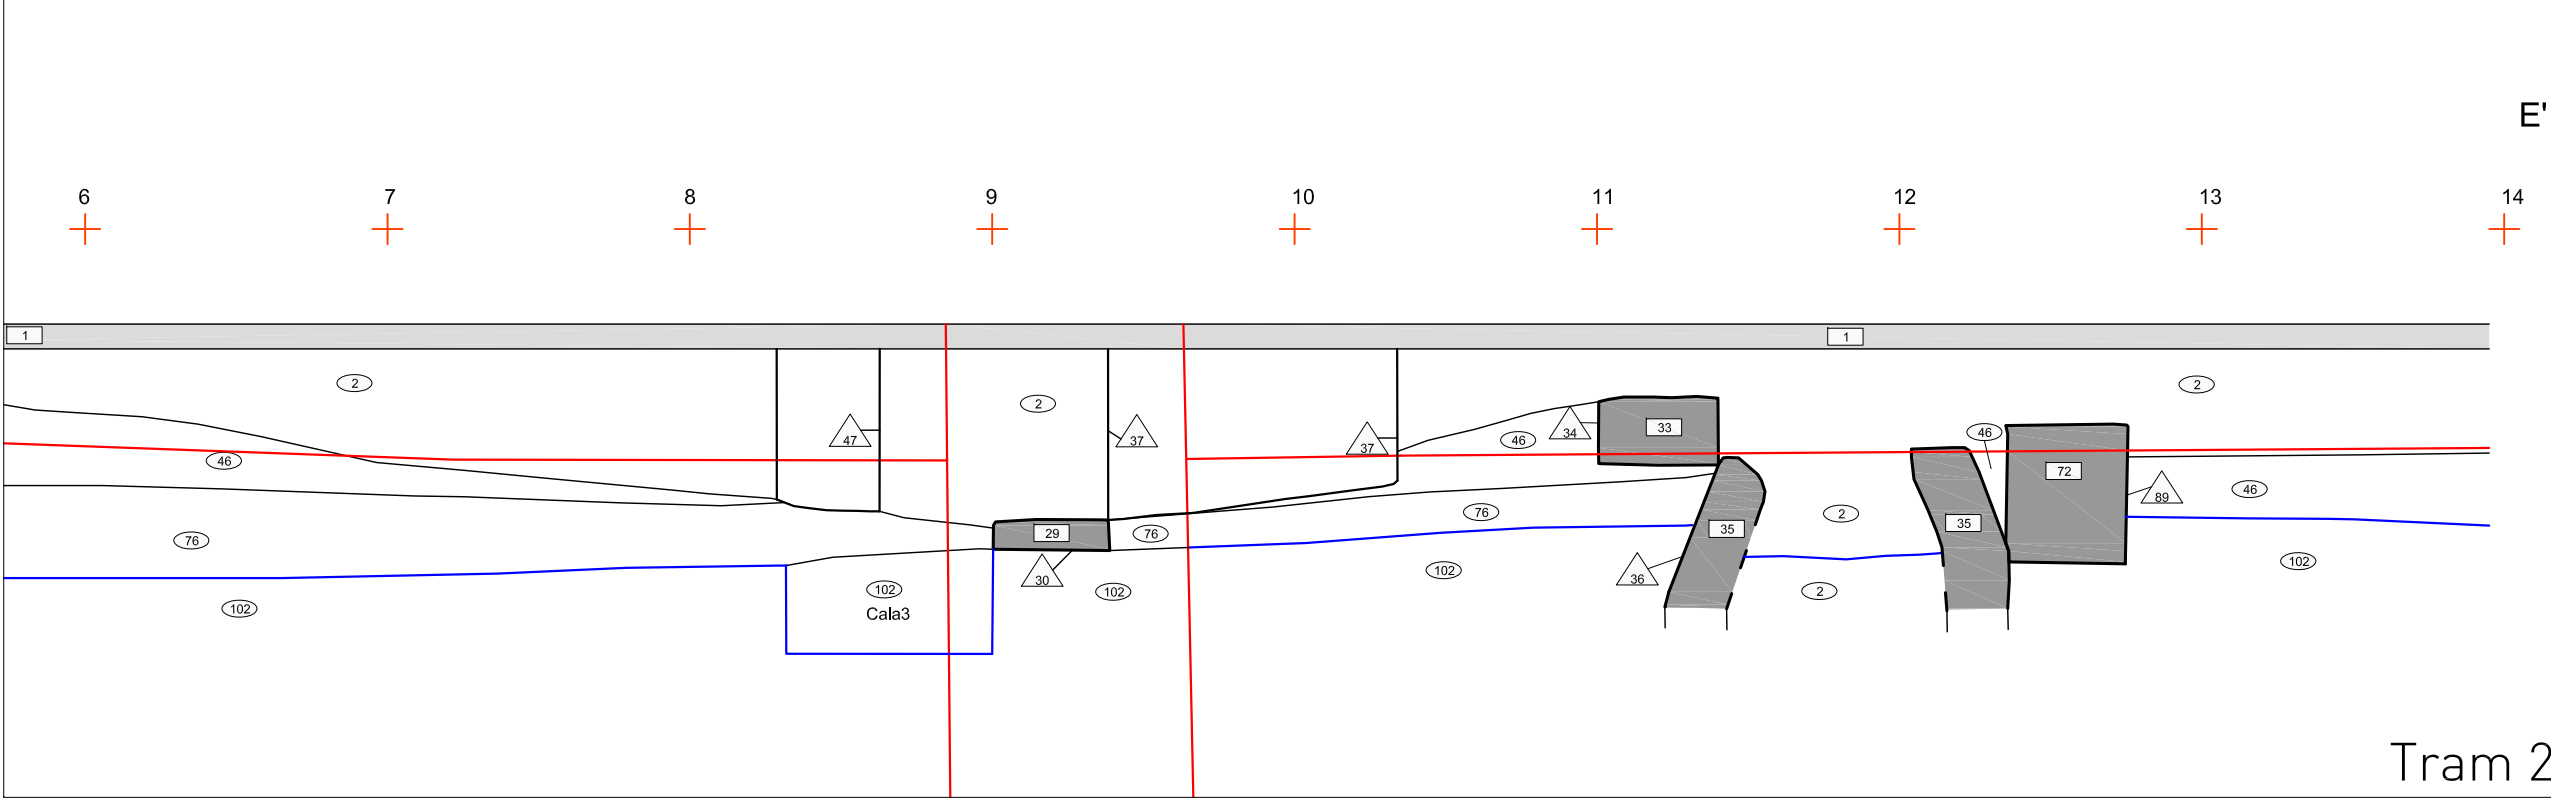 E'
6 7 8 9 10 11 12 13 14
1 1
2 2 2
47 37 37 46 34 33 46
46 72 46 89
76 29 76 76 35 2 35
30 36
102 102 102 102 2 102
Cala3
Tram 2